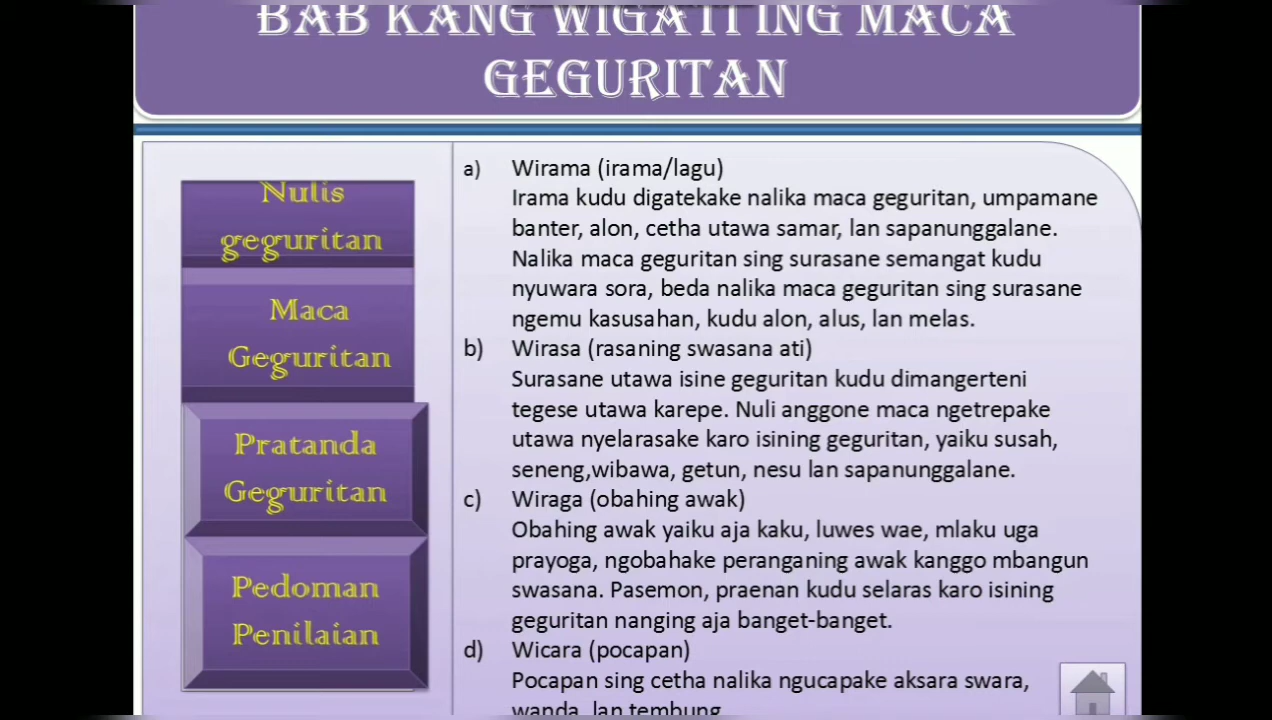 BAB KANG WIGATI ING MACA
GEGURITAN
Nulis
geguritan
Maca
Geguritan
Pratanda
Geguritan
Pedoman
Penilaian
a) Wirama (irama/lagu)
Irama kudu digatekake nalika maca geguritan, umpamane
banter, alon, cetha utawa samar, lan sapanunggalane.
Nalika maca geguritan sing surasane semangat kudu
nyuwara sora, beda nalika maca geguritan sing surasane
ngemu kasusahan, kudu alon, alus, lan melas.
b) Wirasa (rasaning swasana ati)
Surasane utawa isine geguritan kudu dimangerteni
tegese utawa karepe. Nuli anggone maca ngetrepake
utawa nyelarasake karo isining geguritan, yaiku susah,
seneng,wibawa, getun, nesu lan sapanunggalane.
c) Wiraga (obahing awak)
Obahing awak yaiku aja kaku, luwes wae, mlaku uga
prayoga, ngobahake peranganing awak kanggo mbangun
swasana. Pasemon, praenan kudu selaras karo isining
geguritan nanging aja banget-banget.
d) Wicara (pocapan)
Pocapan sing cetha nalika ngucapake aksara swara,
wanda, lan tembung